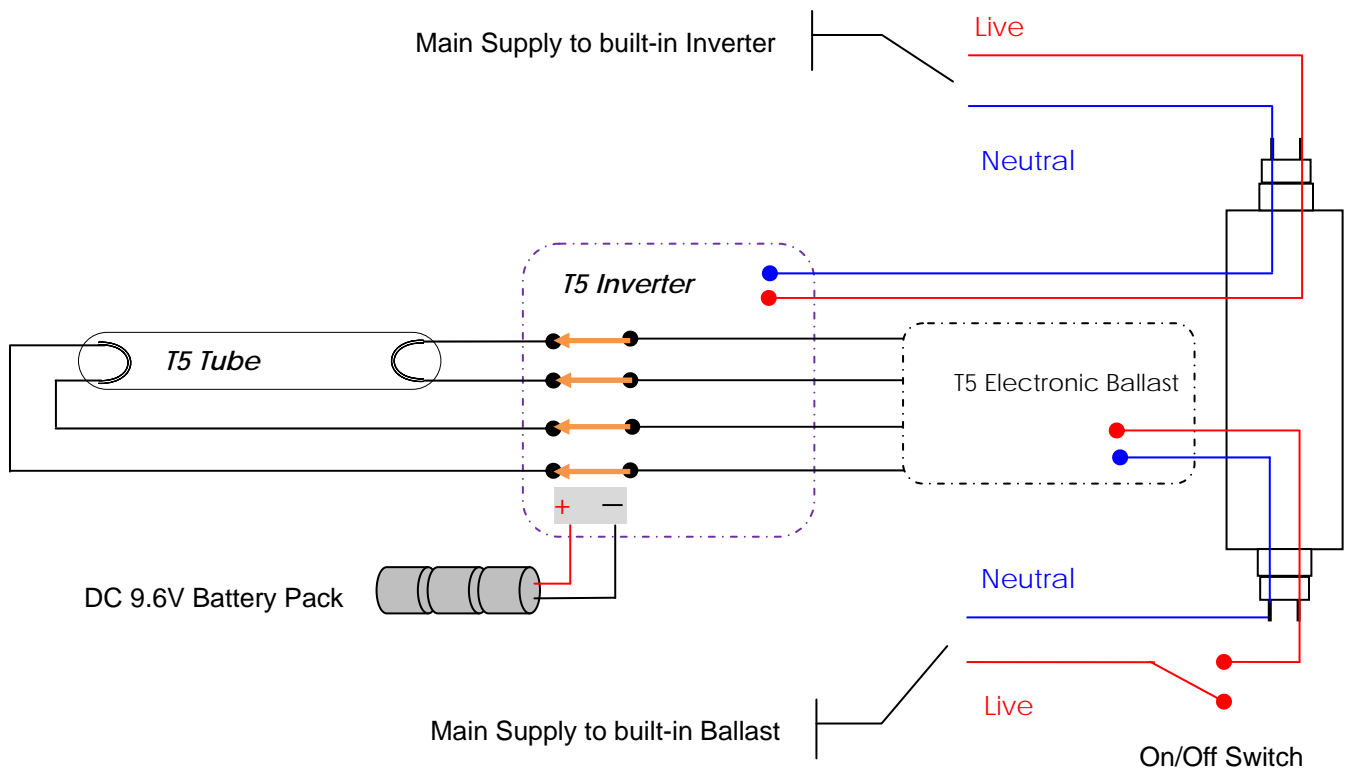 Live
Main Supply to built-in Inverter
Neutral
T5 Inverter
T5 Tube
T5 Electronic Ballast
+ —
Neutral
DC 9.6V Battery Pack
Live
Main Supply to built-in Ballast
On/Off Switch